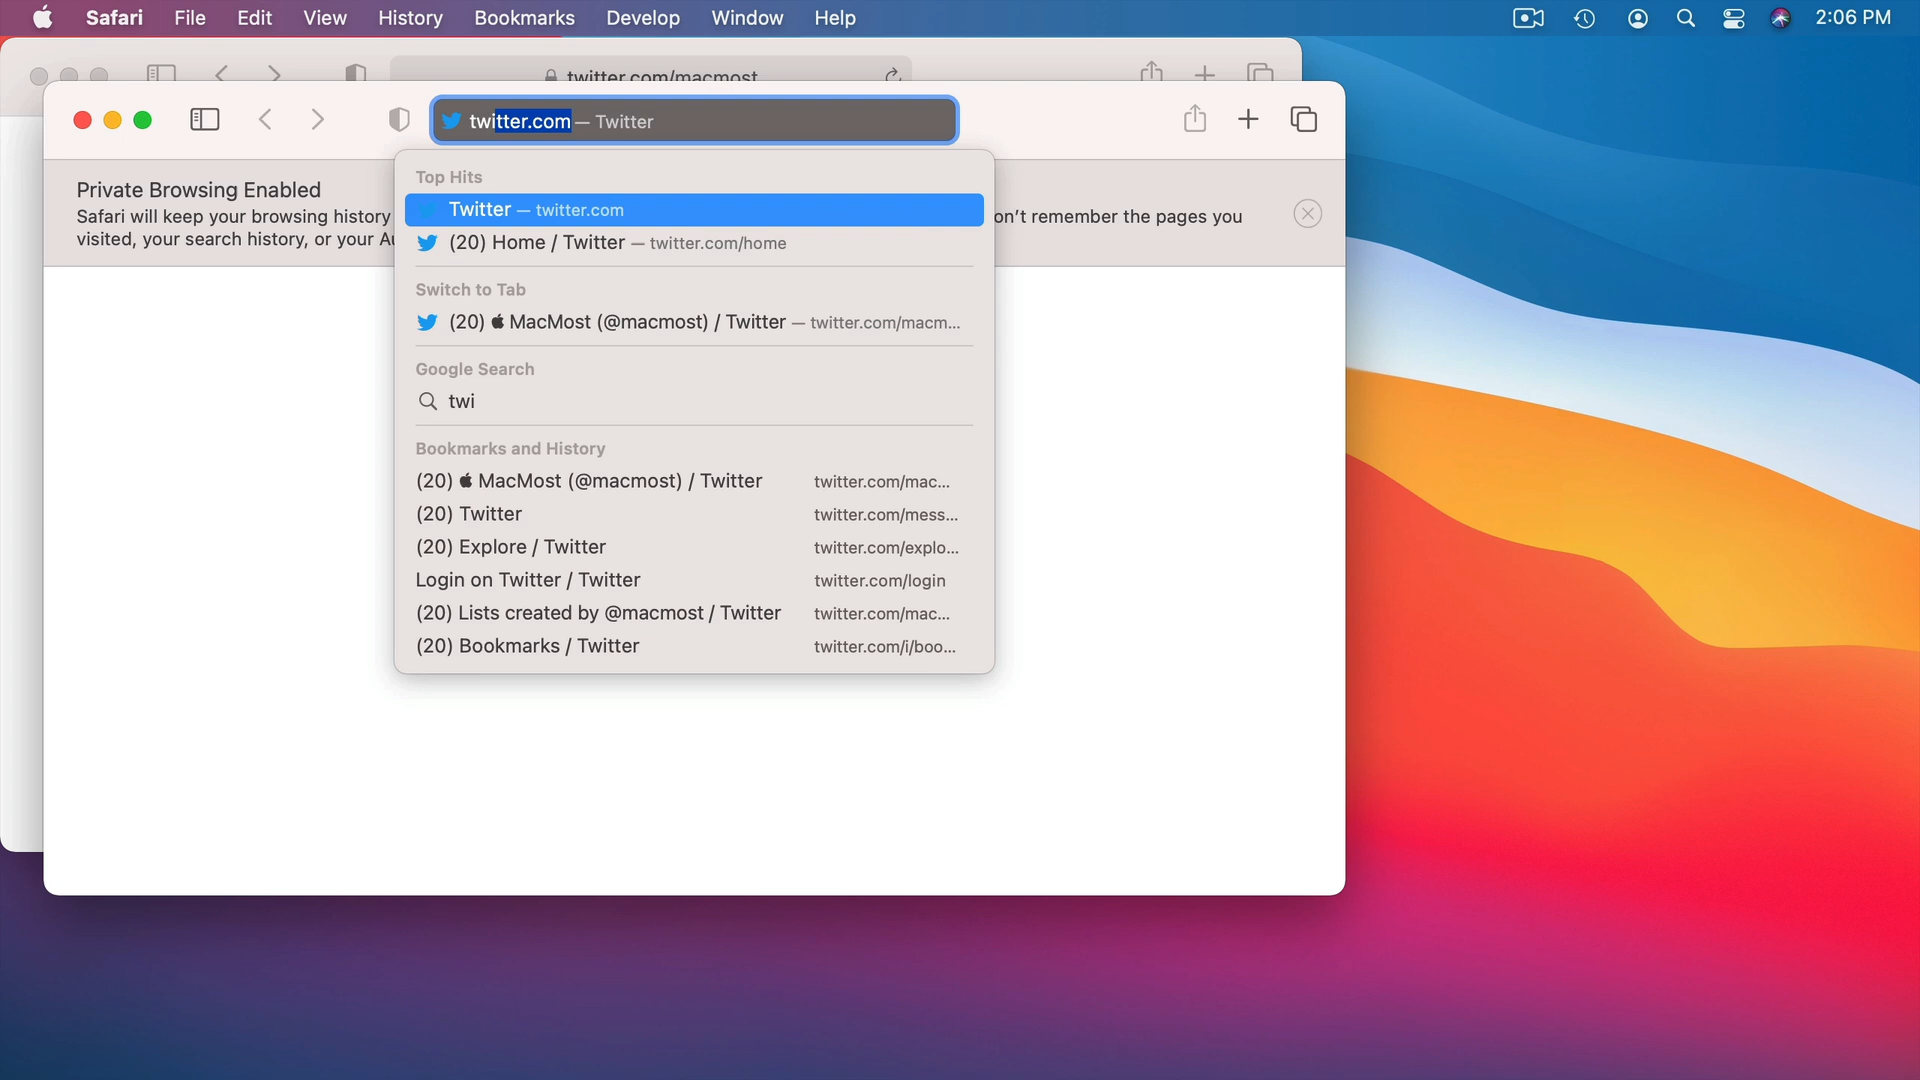 Safari File Edit View History Bookmarks Develop Window Help 2:06 PM
twitter.com/macmost
twitter.com — Twitter
Private Browsing Enabled
Safari will keep your browsing history on't remember the pages you
visited, your search history, or your Au
Top Hits
Twitter — twitter.com
(20) Home / Twitter — twitter.com/home
Switch to Tab
(20)  MacMost (@macmost) / Twitter — twitter.com/macm...
Google Search
twi
Bookmarks and History
(20)  MacMost (@macmost) / Twitter twitter.com/mac...
(20) Twitter twitter.com/mess...
(20) Explore / Twitter twitter.com/explo...
Login on Twitter / Twitter twitter.com/login
(20) Lists created by @macmost / Twitter twitter.com/mac...
(20) Bookmarks / Twitter twitter.com/i/boo...